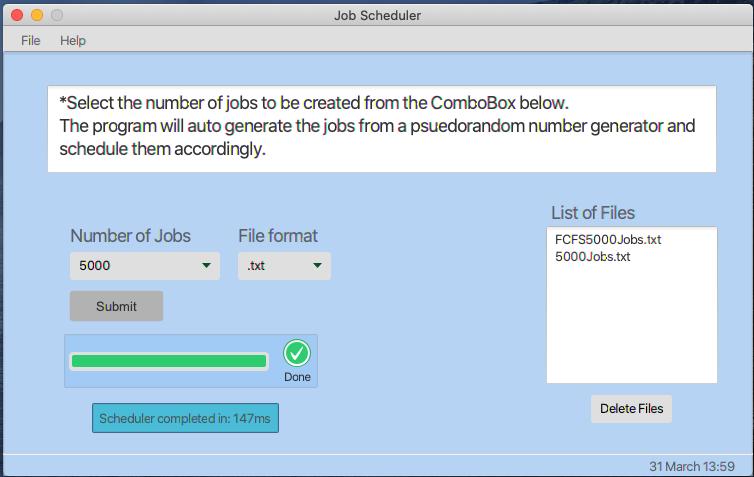 Job Scheduler
File Help
*Select the number of jobs to be created from the ComboBox below.
The program will auto generate the jobs from a psuedorandom number generator and
schedule them accordingly.
Number of Jobs
File format
5000
.txt
Submit
Done
Scheduler completed in: 147ms
List of Files
FCFS5000Jobs.txt
5000Jobs.txt
Delete Files
31 March 13:59